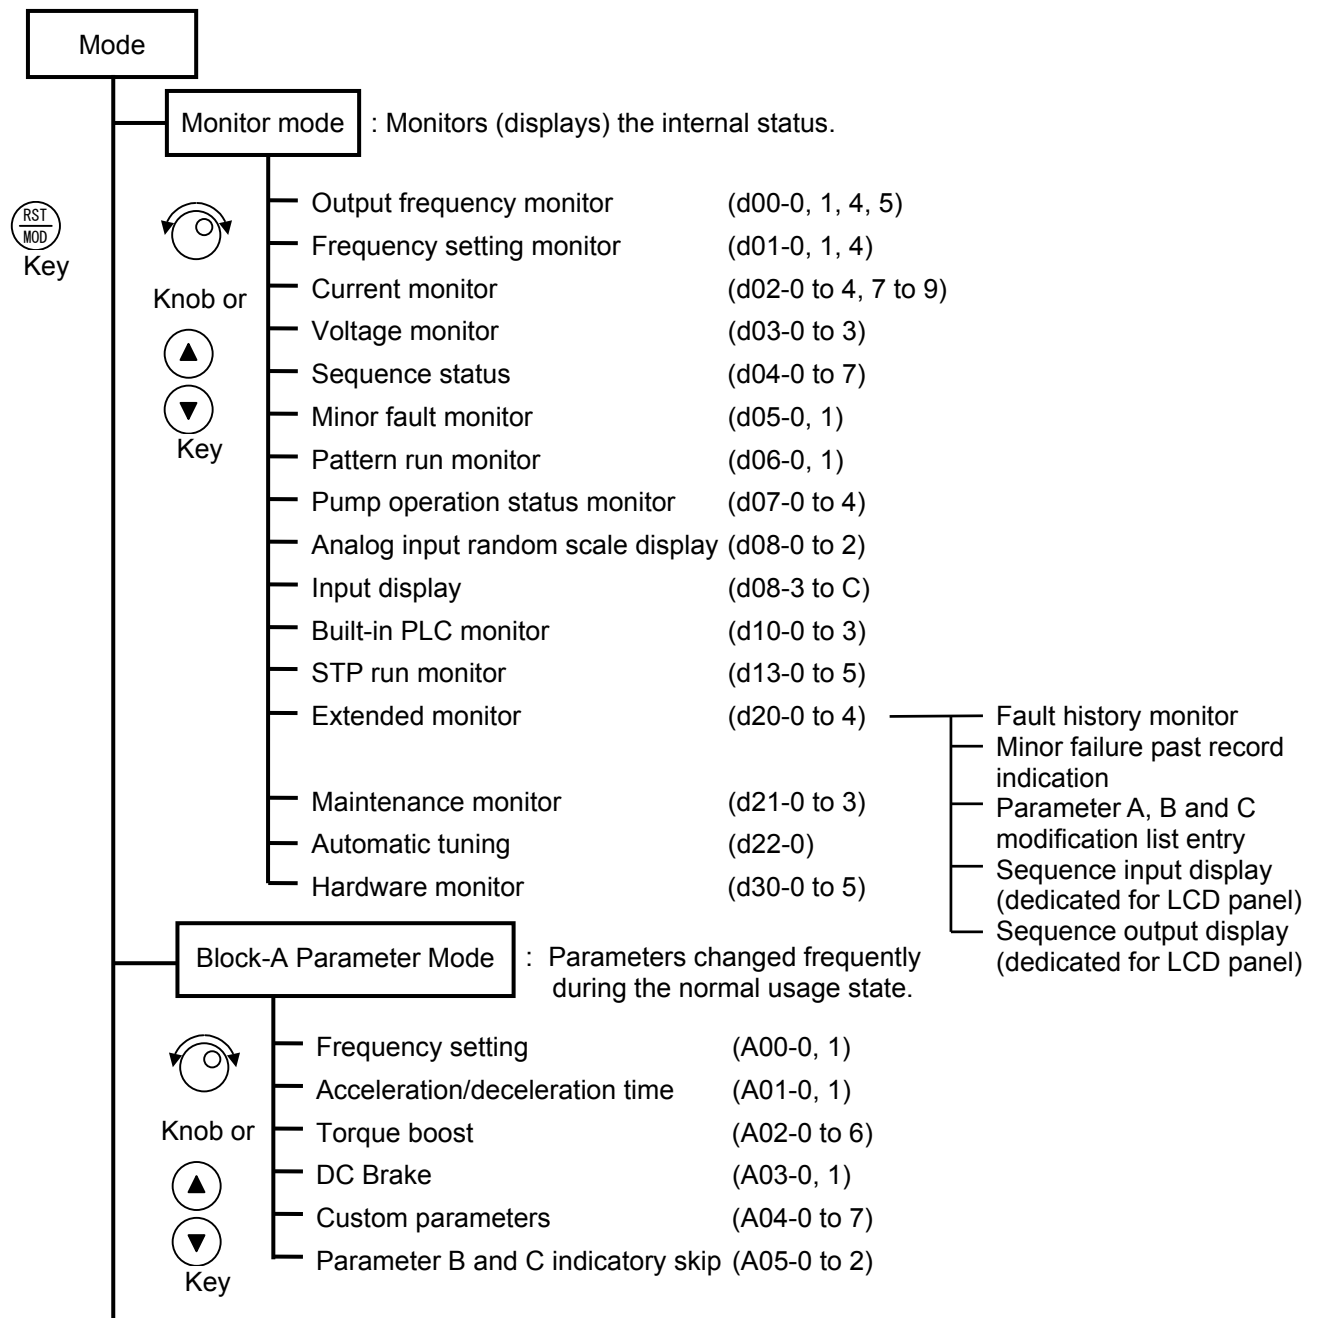 Mode
Monitor mode : Monitors (displays) the internal status.
RST
MOD
Key
Knob or
Key
Output frequency monitor (d00-0, 1, 4, 5)
Frequency setting monitor (d01-0, 1, 4)
Current monitor (d02-0 to 4, 7 to 9)
Voltage monitor (d03-0 to 3)
Sequence status (d04-0 to 7)
Minor fault monitor (d05-0, 1)
Pattern run monitor (d06-0, 1)
Pump operation status monitor (d07-0 to 4)
Analog input random scale display (d08-0 to 2)
Input display (d08-3 to C)
Built-in PLC monitor (d10-0 to 3)
STP run monitor (d13-0 to 5)
Extended monitor (d20-0 to 4)
Fault history monitor
Minor failure past record
indication
Parameter A, B and C
modification list entry
Sequence input display
(dedicated for LCD panel)
Sequence output display
(dedicated for LCD panel)
Maintenance monitor (d21-0 to 3)
Automatic tuning (d22-0)
Hardware monitor (d30-0 to 5)
Block-A Parameter Mode : Parameters changed frequently
during the normal usage state.
Knob or
Key
Frequency setting (A00-0, 1)
Acceleration/deceleration time (A01-0, 1)
Torque boost (A02-0 to 6)
DC Brake (A03-0, 1)
Custom parameters (A04-0 to 7)
Parameter B and C indicatory skip (A05-0 to 2)